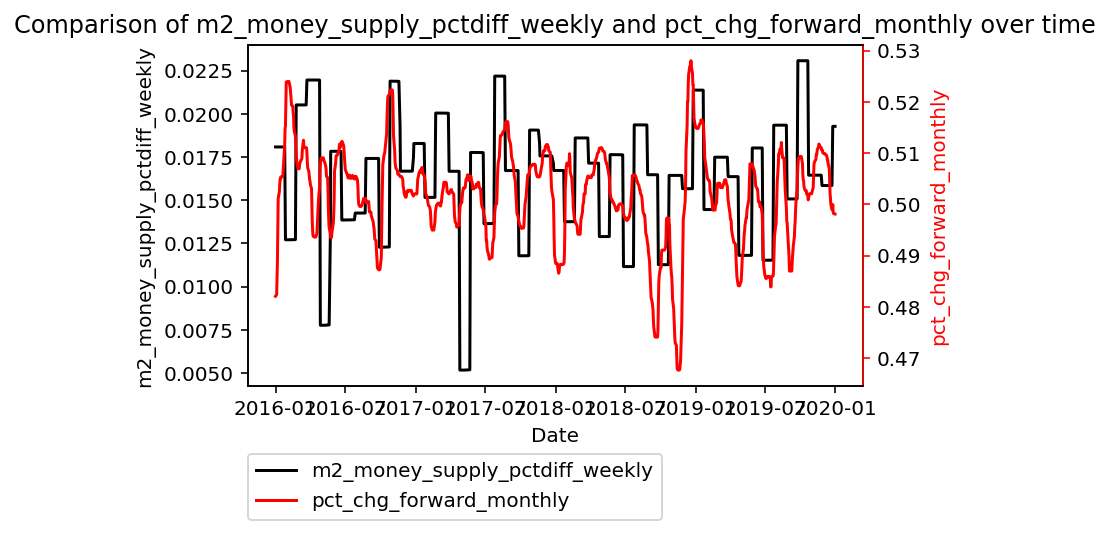 Comparison of m2_money_supply_pctdiff_weekly and pct_chg_forward_monthly over time
m2_money_supply_pctdiff_weekly
0.0225
0.0200
0.0175
0.0150
0.0125
0.0100
0.0075
0.0050
0.53
0.52
0.51
0.50
0.49
0.48
0.47
pct_chg_forward_monthly
2016-01 2016-07 2017-01 2017-07 2018-01 2018-07 2019-01 2019-07 2020-01
Date
m2_money_supply_pctdiff_weekly
pct_chg_forward_monthly